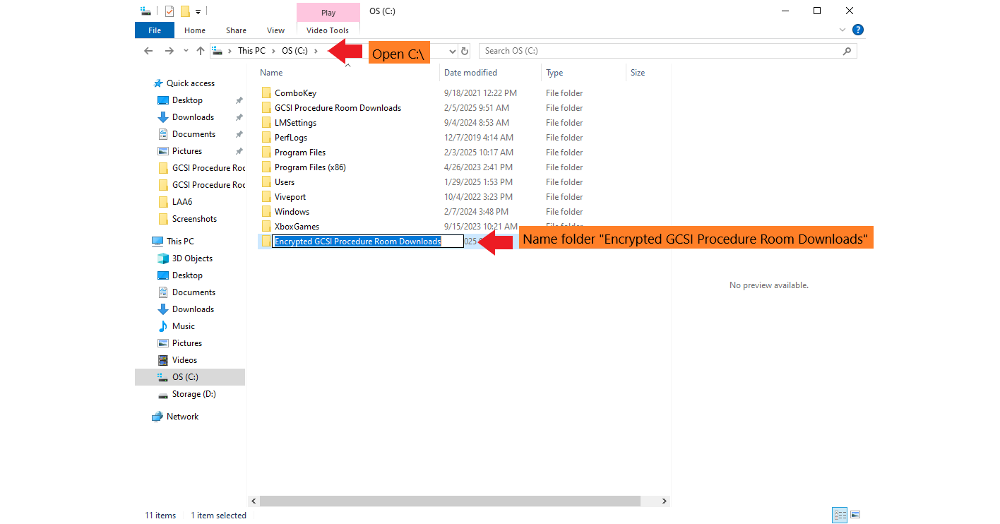 Play
OS (C:)
File
Home
Share
View
Video Tools
?
This PC > OS (C:) >
Open C:\
Search OS (C:)
Name
Date modified
Type
Size
Quick access
Desktop
Downloads
Documents
Pictures
GCSI Procedure Roo
GCSI Procedure Roo
LAA6
Screenshots
This PC
3D Objects
Desktop
Documents
Downloads
Music
Pictures
Videos
OS (C:)
Storage (D:)
Network
ComboKey 9/18/2021 12:22 PM File folder
GCSI Procedure Room Downloads 2/5/2025 9:51 AM File folder
LMSettings 9/4/2024 8:53 AM File folder
PerfLogs 12/7/2019 4:14 AM File folder
Program Files 2/3/2025 10:17 AM File folder
Program Files (x86) 4/26/2023 2:41 PM File folder
Users 1/29/2025 1:53 PM File folder
Viveport 10/4/2022 3:23 PM File folder
Windows 2/7/2024 3:48 PM File folder
XboxGames 9/15/2023 10:21 AM File folder
Encrypted GCSI Procedure Room Downloads 025
Name folder "Encrypted GCSI Procedure Room Downloads"
No preview available.
11 items
1 item selected